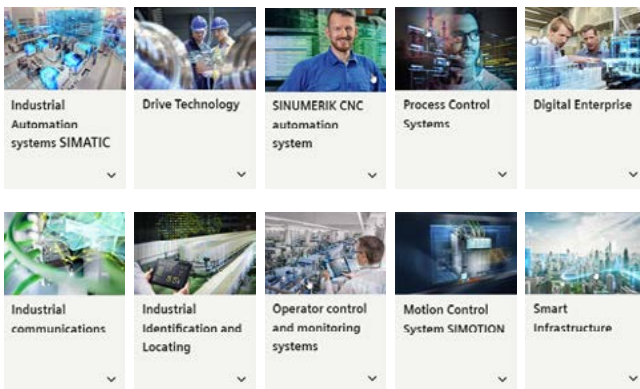 Industrial
Automation
systems SIMATIC
Drive Technology
SINUMERIK CNC
automation
system
Process Control
Systems
Digital Enterprise
Industrial
communications
Industrial
Identification and
Locating
Operator control
and monitoring
systems
Motion Control
System SIMOTION
Smart
Infrastructure